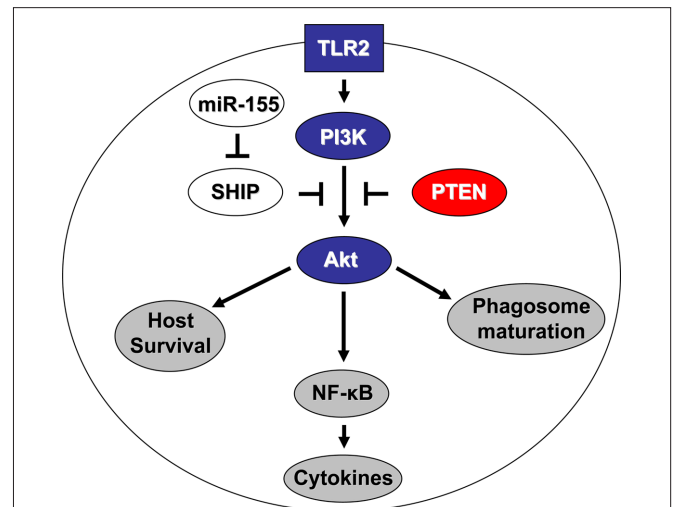 TLR2
miR-155
PI3K
SHIP
PTEN
Akt
Host
Survival
Phagosome
maturation
NF-κB
Cytokines